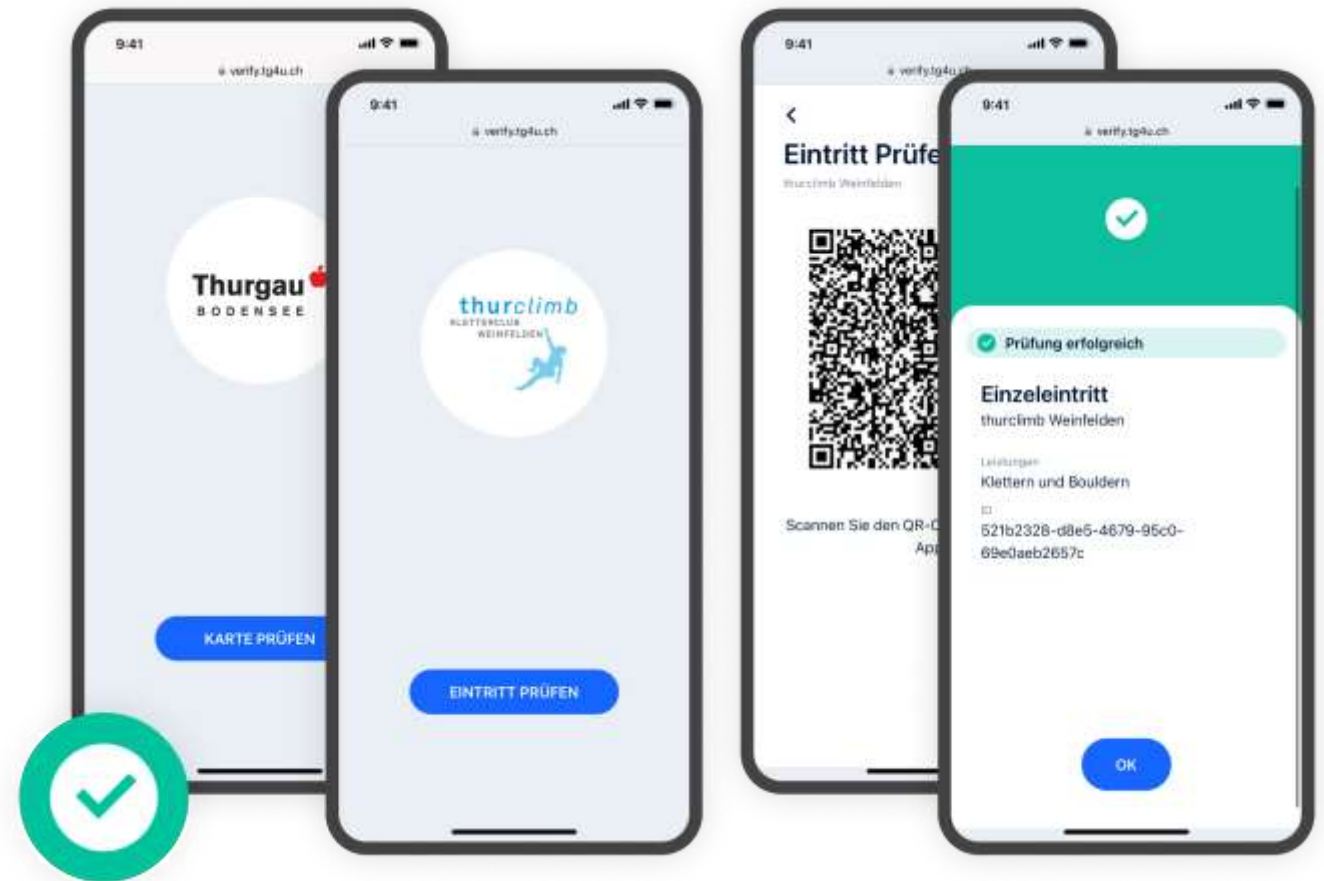 9:41
verify.tg4u.ch
Thurgau
BODENSEE
KARTE PRÜFEN
9:41
verify.tg4u.ch
thurclimb
KLETTERCLUB
WEINFELDEN
EINTRITT PRÜFEN
9:41
verify.tg4u.ch
Eintritt Prüfe
thurclimb Weinfelden
Scannen Sie den QR-C
App
9:41
verify.tg4u.ch
Prüfung erfolgreich
Einzeleintritt
thurclimb Weinfelden
Leistungen
Klettern und Bouldern
ID
521b2328-d8e5-4679-95c0-
69e0aeb2657c
OK